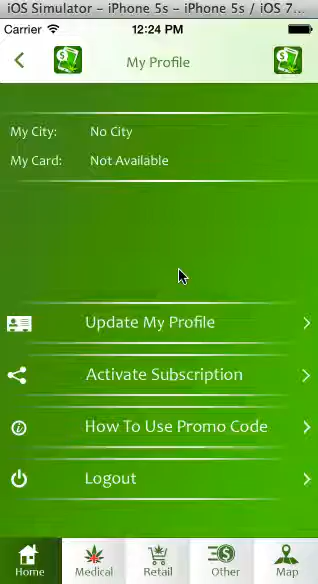 iOS Simulator – iPhone 5s – iPhone 5s / iOS 7...
Carrier 12:24 PM
My Profile
My City: No City
My Card: Not Available
Update My Profile
Activate Subscription
How To Use Promo Code
Logout
Home Medical Retail Other Map